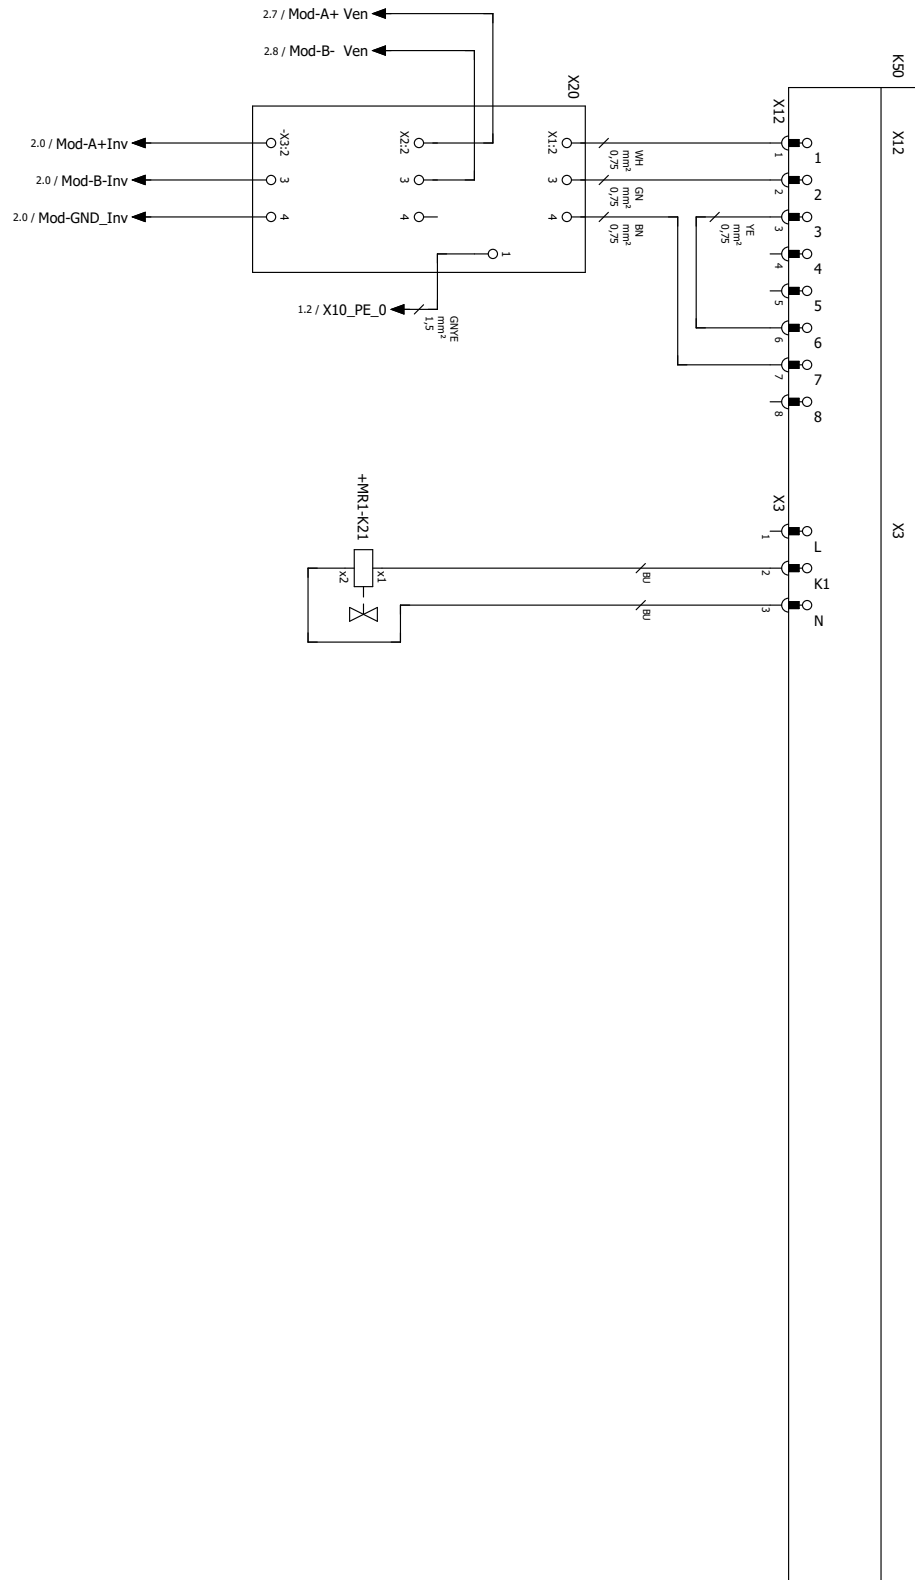 2.7 / Mod-A+ Ven
2.8 / Mod-B- Ven
K50
X20
X12
X12
2.0 / Mod-A+Inv
-X3:2
X2:2
X1:2
WH
mm²
0,75
1
1
2.0 / Mod-B-Inv
3
3
3
GN
mm²
0,75
2
2
2.0 / Mod-GND_Inv
4
4
4
BN
mm²
0,75
YE
mm²
0,75
3
3
1
4
4
1.2 / X10_PE_0
GNYE
mm²
1,5
5
5
6
6
7
7
8
8
+MR1-K21
X3
X3
1
L
x2
x1
BU
2
K1
BU
3
N